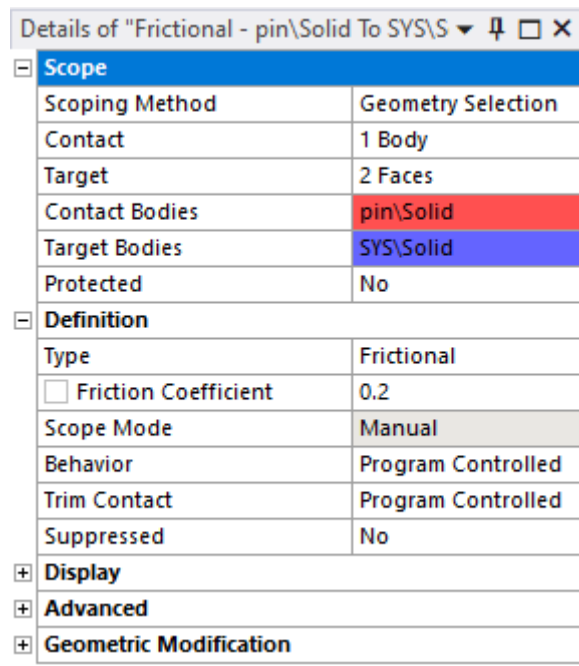 Details of "Frictional - pin\Solid To SYS\S
Scope
Scoping Method Geometry Selection
Contact 1 Body
Target 2 Faces
Contact Bodies pin\Solid
Target Bodies SYS\Solid
Protected No
Definition
Type Frictional
Friction Coefficient 0.2
Scope Mode Manual
Behavior Program Controlled
Trim Contact Program Controlled
Suppressed No
Display
Advanced
Geometric Modification